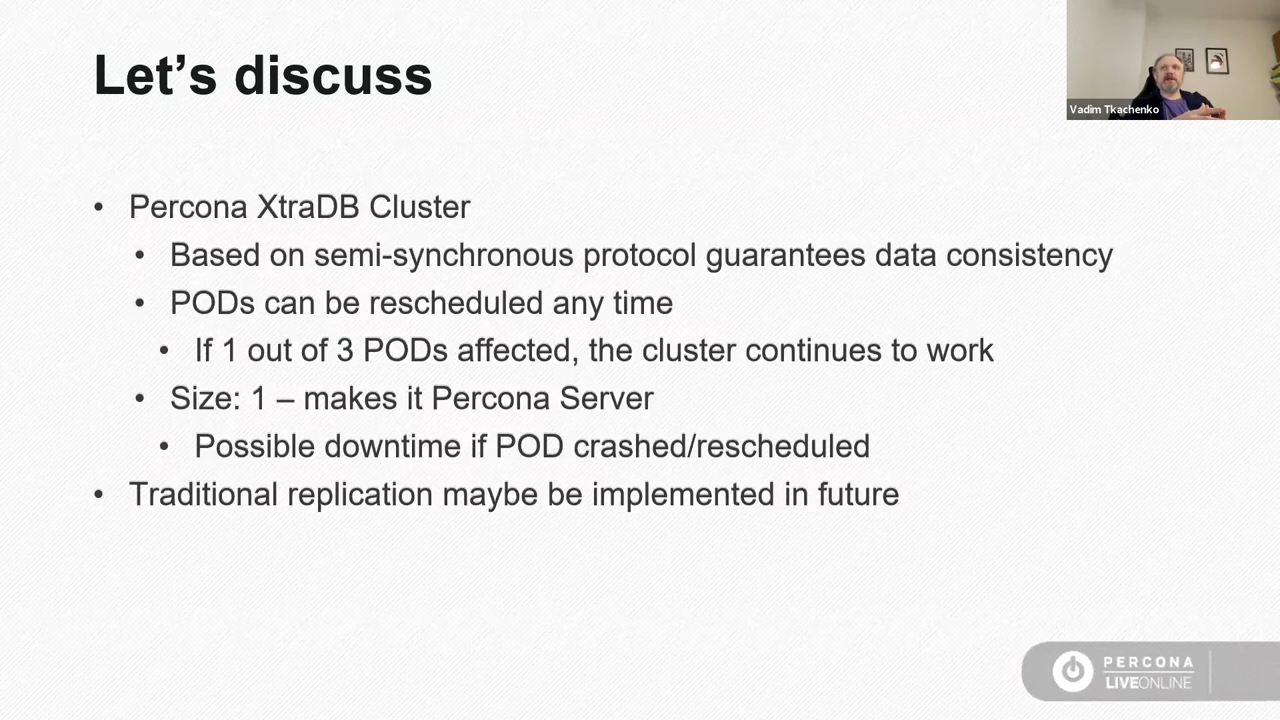 Let's discuss
Vadim Tkachenko
• Percona XtraDB Cluster
• Based on semi-synchronous protocol guarantees data consistency
• PODs can be rescheduled any time
• If 1 out of 3 PODs affected, the cluster continues to work
• Size: 1 – makes it Percona Server
• Possible downtime if POD crashed/rescheduled
• Traditional replication maybe be implemented in future
PERCONA
LIVEONLINE